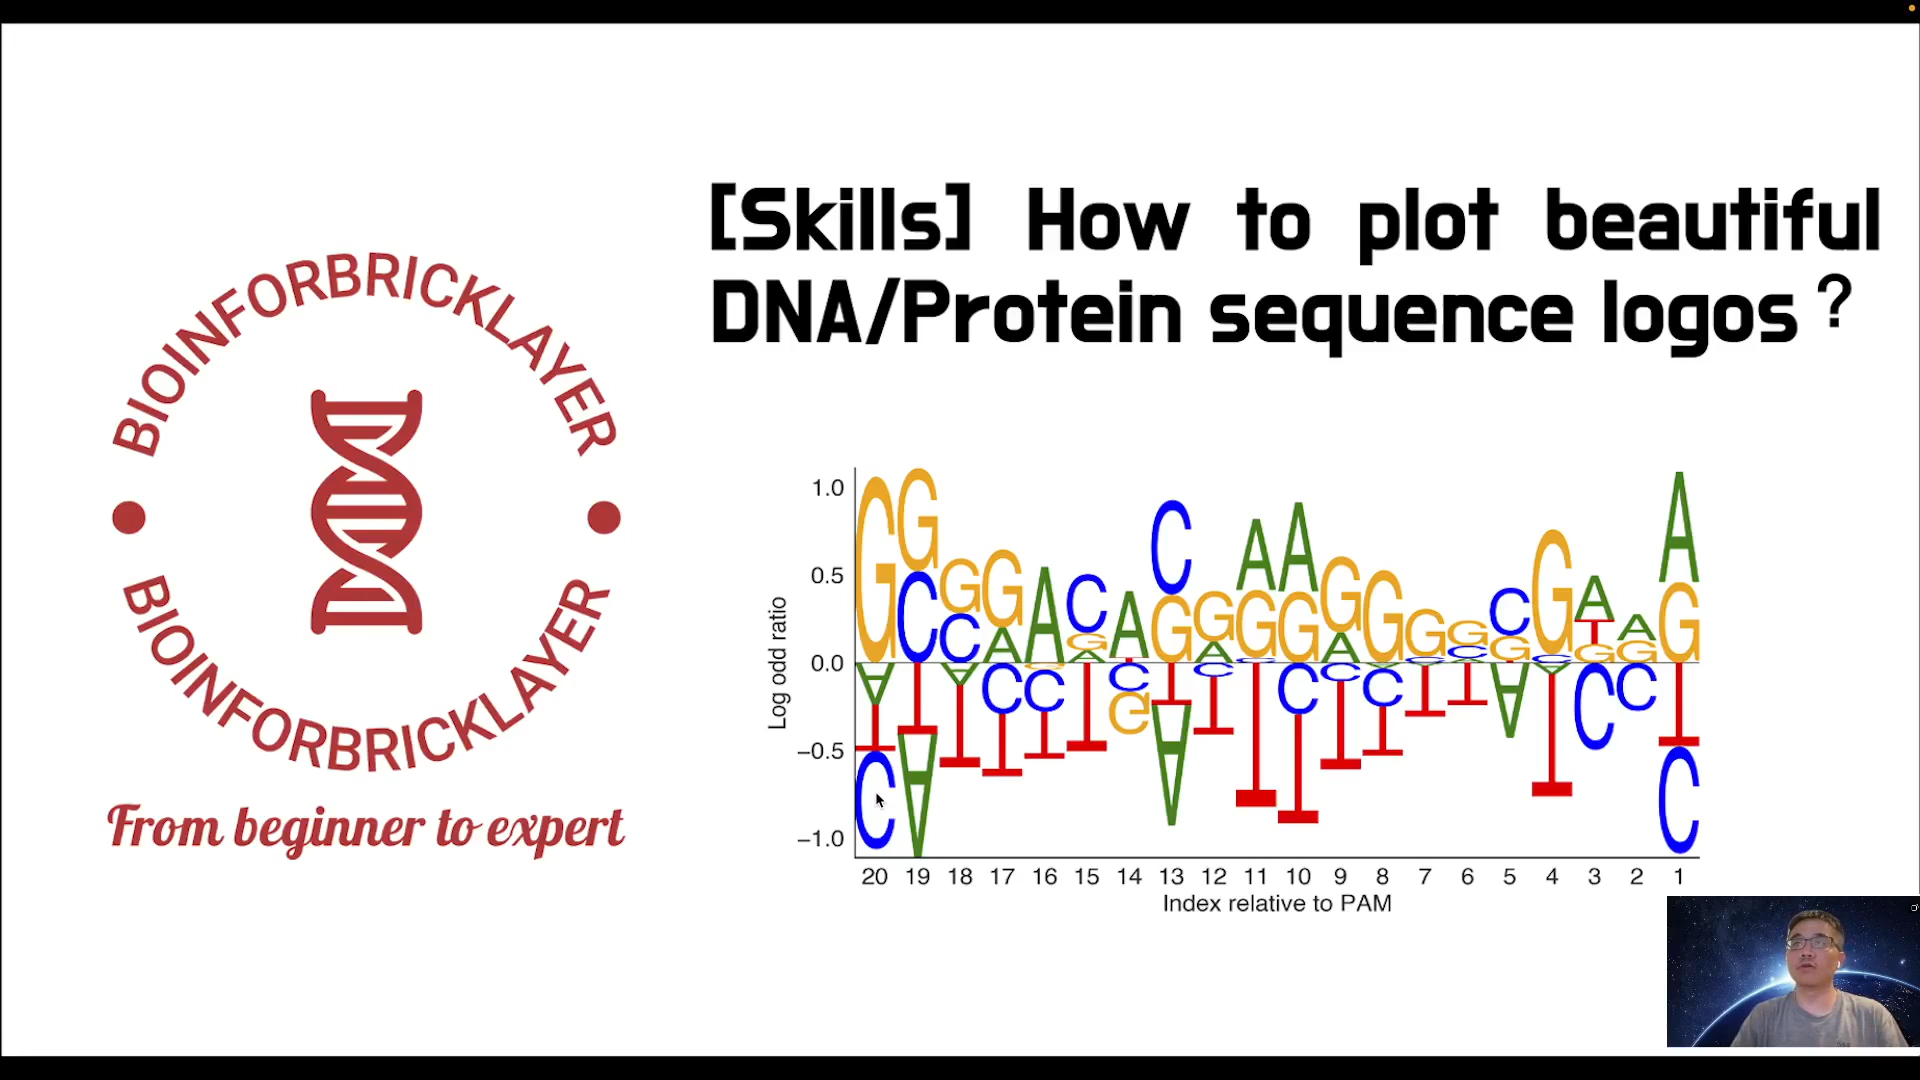 [Skills] How to plot beautiful
DNA/Protein sequence logos?
BIOINFORBRICKLAYER
BIOINFORBRICKLAYER
From beginner to expert
Log odd ratio
1.0
0.5
0.0
−0.5
−1.0
20 19 18 17 16 15 14 13 12 11 10 9 8 7 6 5 4 3 2 1
Index relative to PAM